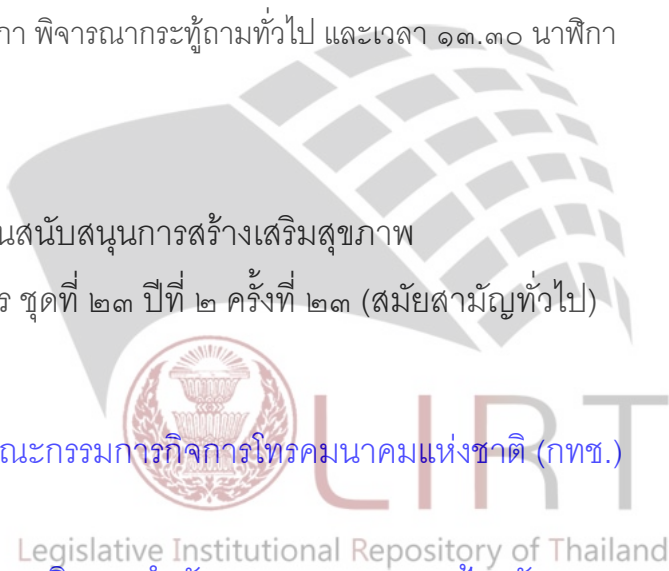 กา พิจารณากระทู้ถามทั่วไป และเวลา ๑๓.๓๐ นาฬิกา
นสนับสนุนการสร้างเสริมสุขภาพ
ร ชุดที่ ๒๓ ปีที่ ๒ ครั้งที่ ๒๓ (สมัยสามัญทั่วไป)
ณะกรรมการกิจการโทรคมนาคมแห่งชาติ (กทช.)
LIRT
Legislative Institutional Repository of Thailand